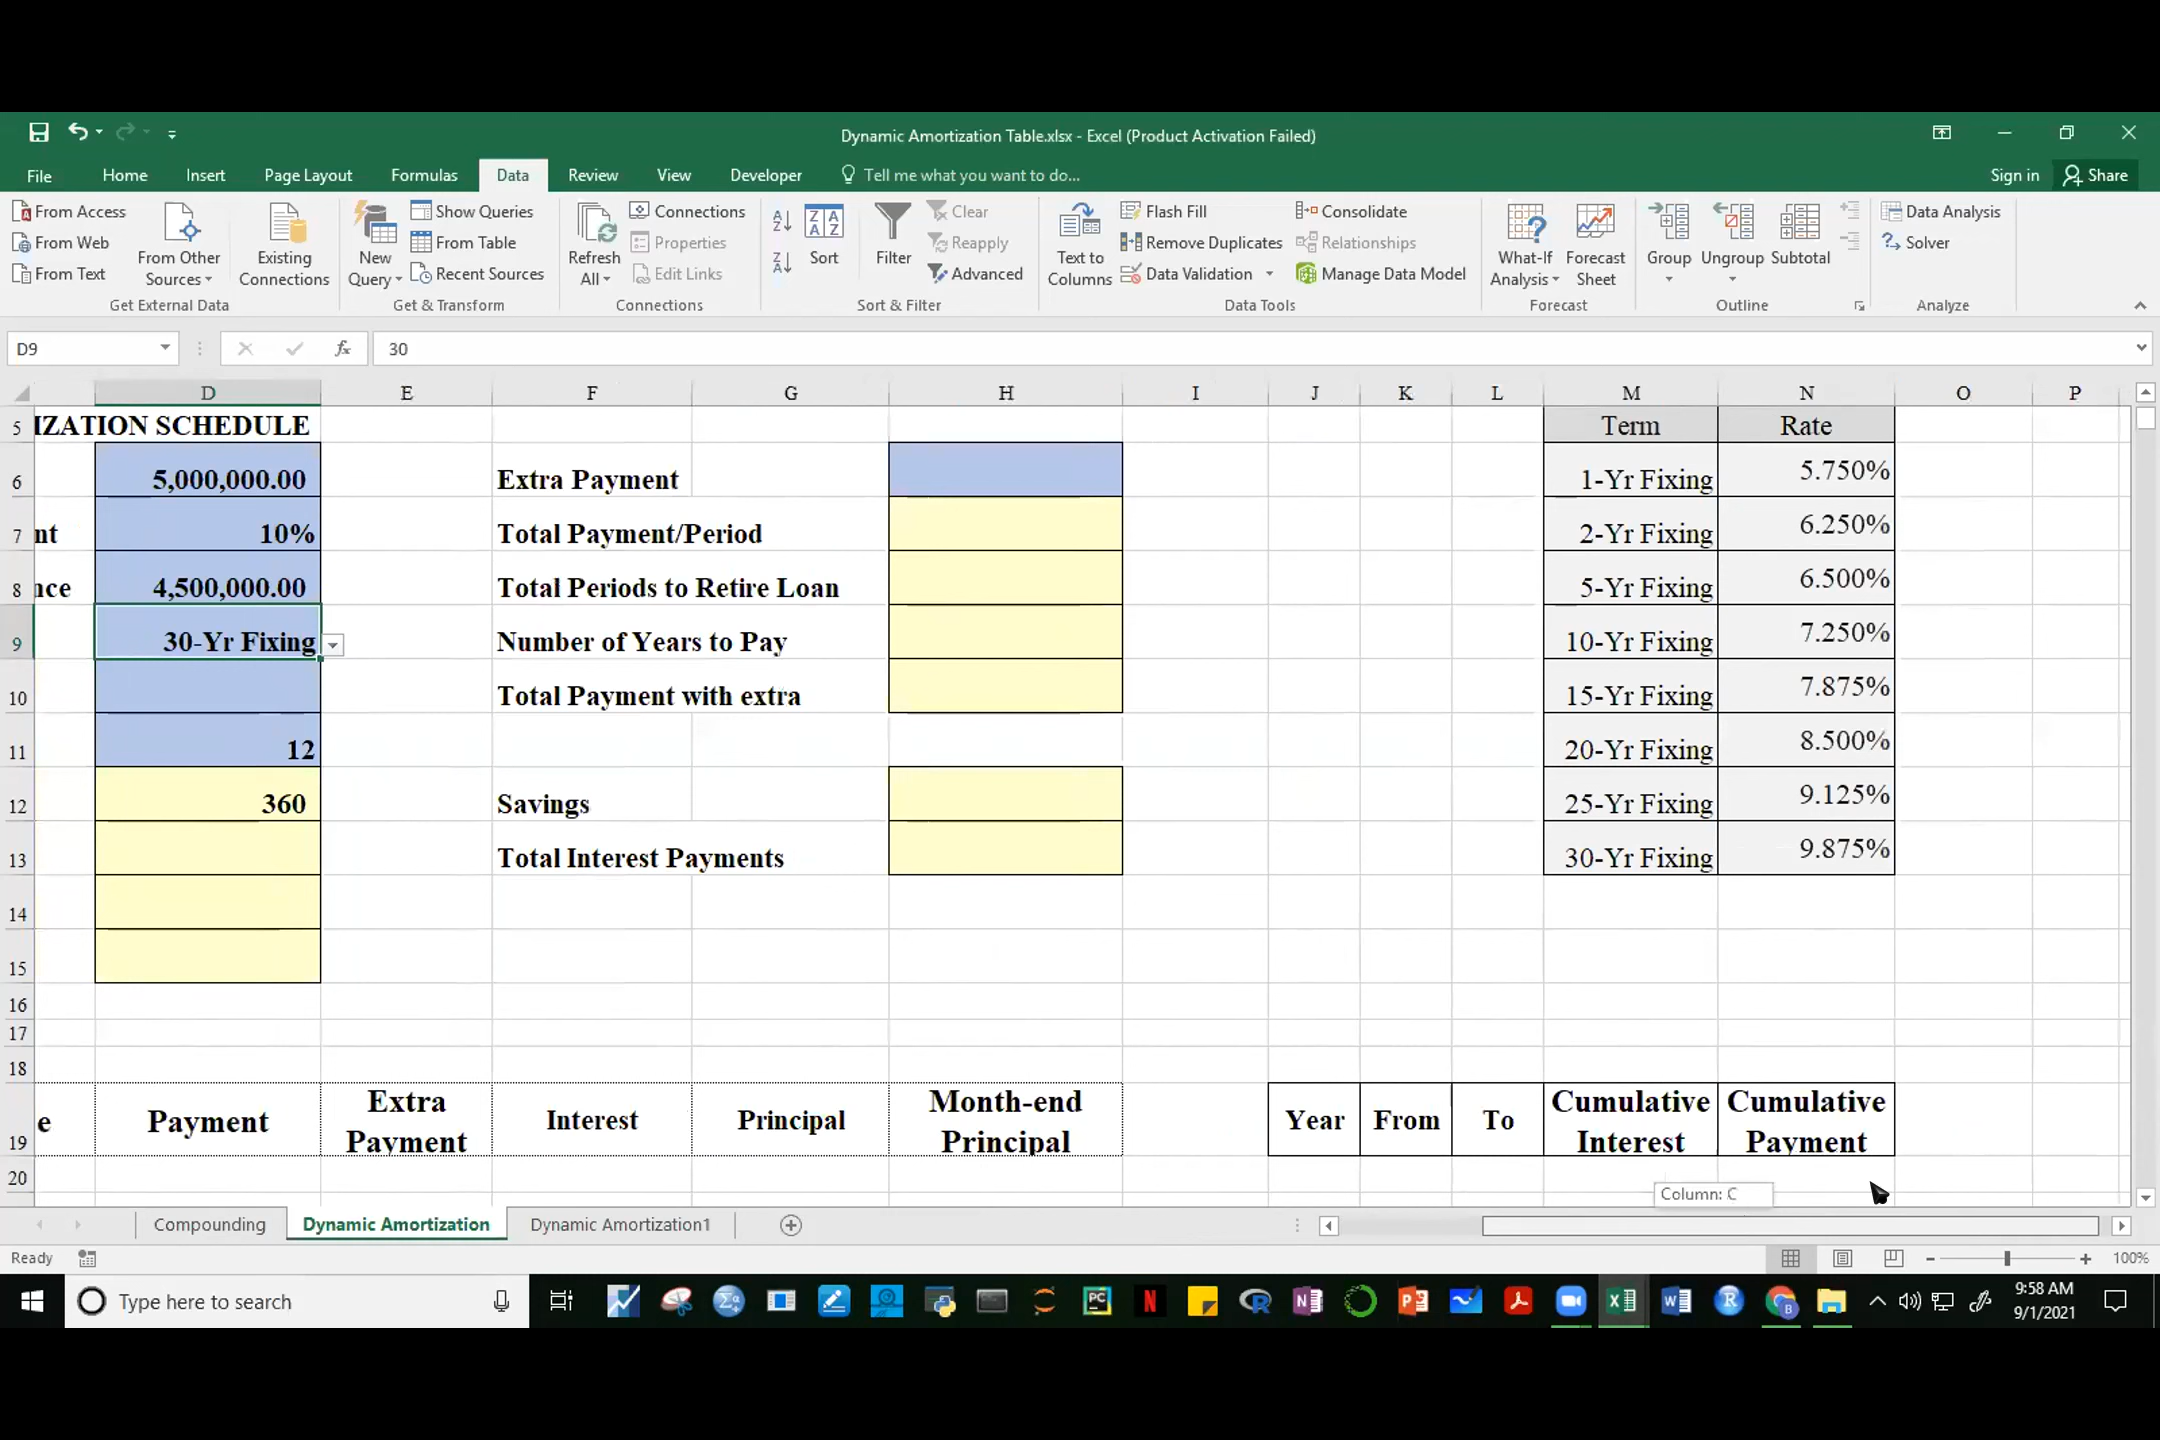 Dynamic Amortization Table.xlsx - Excel (Product Activation Failed)
File Home Insert Page Layout Formulas Data Review View Developer Tell me what you want to do... Sign in Share
From Access
From Web
From Text
From Other Sources
Existing Connections
Get External Data
New Query
Show Queries
From Table
Recent Sources
Get & Transform
Refresh All
Connections
Properties
Edit Links
Connections
Sort
Filter
Clear
Reapply
Advanced
Sort & Filter
Text to Columns
Flash Fill
Remove Duplicates
Data Validation
Consolidate
Relationships
Manage Data Model
Data Tools
What-If Analysis
Forecast Sheet
Forecast
Group
Ungroup
Subtotal
Outline
Data Analysis
Solver
Analyze
D9 fx 30
D E F G H I J K L M N O P
5 IZATION SCHEDULE Term Rate
6 5,000,000.00 Extra Payment 1-Yr Fixing 5.750%
7 nt 10% Total Payment/Period 2-Yr Fixing 6.250%
8 nce 4,500,000.00 Total Periods to Retire Loan 5-Yr Fixing 6.500%
9 30-Yr Fixing Number of Years to Pay 10-Yr Fixing 7.250%
10 Total Payment with extra 15-Yr Fixing 7.875%
11 12 20-Yr Fixing 8.500%
12 360 Savings 25-Yr Fixing 9.125%
13 Total Interest Payments 30-Yr Fixing 9.875%
14
15
16
17
18
19 e Payment Extra Payment Interest Principal Month-end Principal Year From To Cumulative Interest Cumulative Payment
20
Column: C
Compounding Dynamic Amortization Dynamic Amortization1
Ready 100%
Type here to search 9:58 AM
9/1/2021